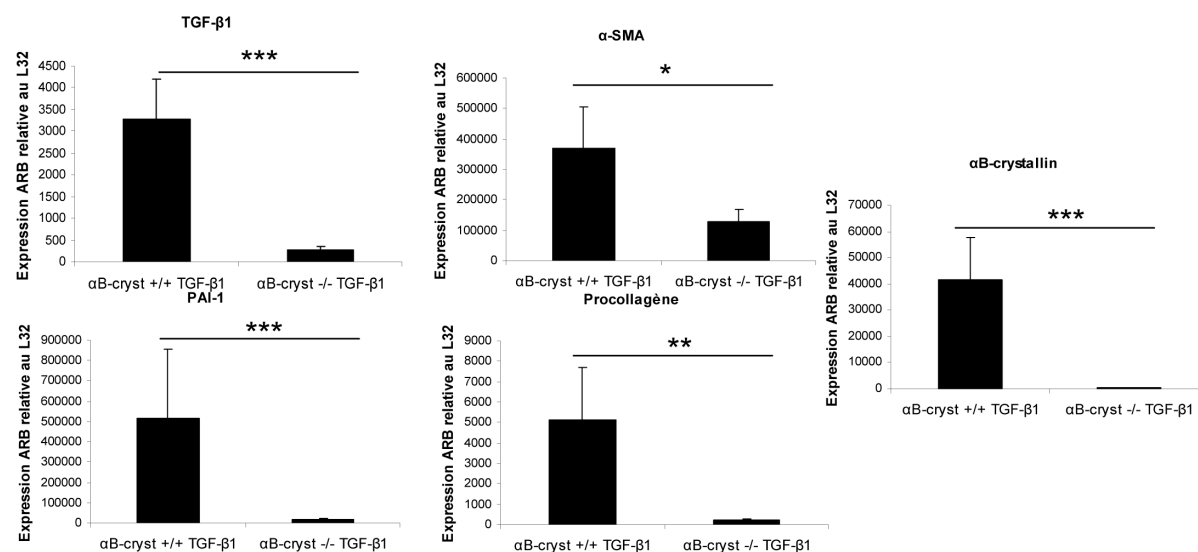 TGF-β1
***
Expression ARB relative au L32
4500
4000
3500
3000
2500
2000
1500
1000
500
0
αB-cryst +/+ TGF-β1
αB-cryst -/- TGF-β1
α-SMA
*
Expression ARB relative au L32
600000
500000
400000
300000
200000
100000
0
αB-cryst +/+ TGF-β1
αB-cryst -/- TGF-β1
αB-crystallin
***
Expression ARB relative au L32
70000
60000
50000
40000
30000
20000
10000
0
αB-cryst +/+ TGF-β1
αB-cryst -/- TGF-β1
PAI-1
***
Expression ARB relative au L32
900000
800000
700000
600000
500000
400000
300000
200000
100000
0
αB-cryst +/+ TGF-β1
αB-cryst -/- TGF-β1
Procollagène
**
Expression ARB relative au L32
9000
8000
7000
6000
5000
4000
3000
2000
1000
0
αB-cryst +/+ TGF-β1
αB-cryst -/- TGF-β1